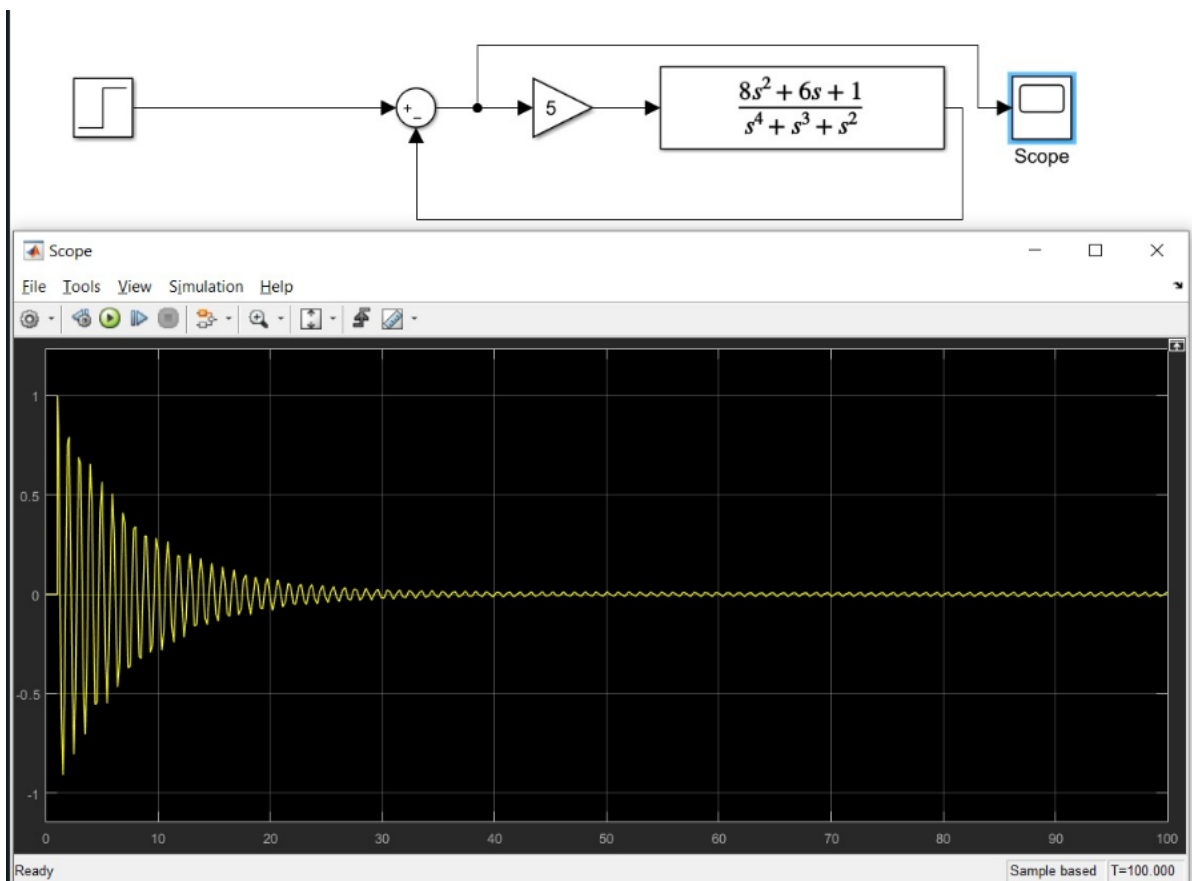 +
−
5
8s² + 6s + 1
s⁴ + s³ + s²
Scope
Scope
File Tools View Simulation Help
1
0.5
0
-0.5
-1
0 10 20 30 40 50 60 70 80 90 100
Ready Sample based T=100.000